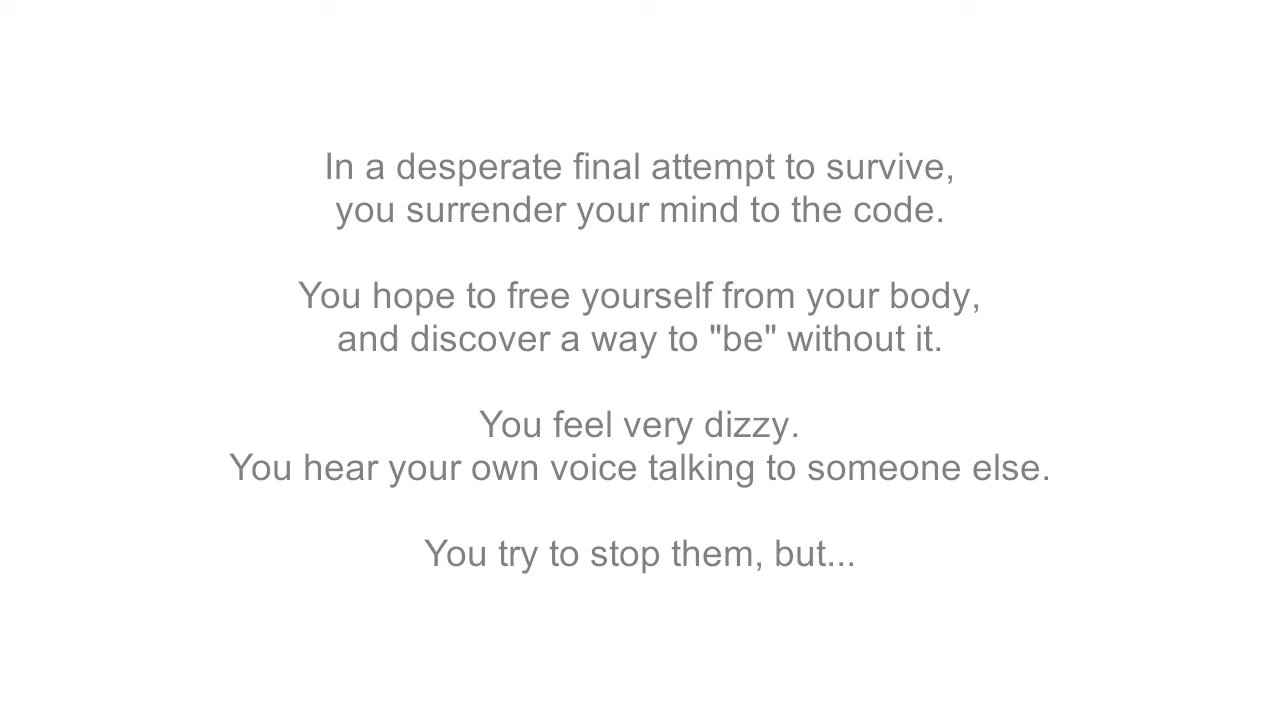 In a desperate final attempt to survive,
you surrender your mind to the code.
You hope to free yourself from your body,
and discover a way to "be" without it.
You feel very dizzy.
You hear your own voice talking to someone else.
You try to stop them, but...